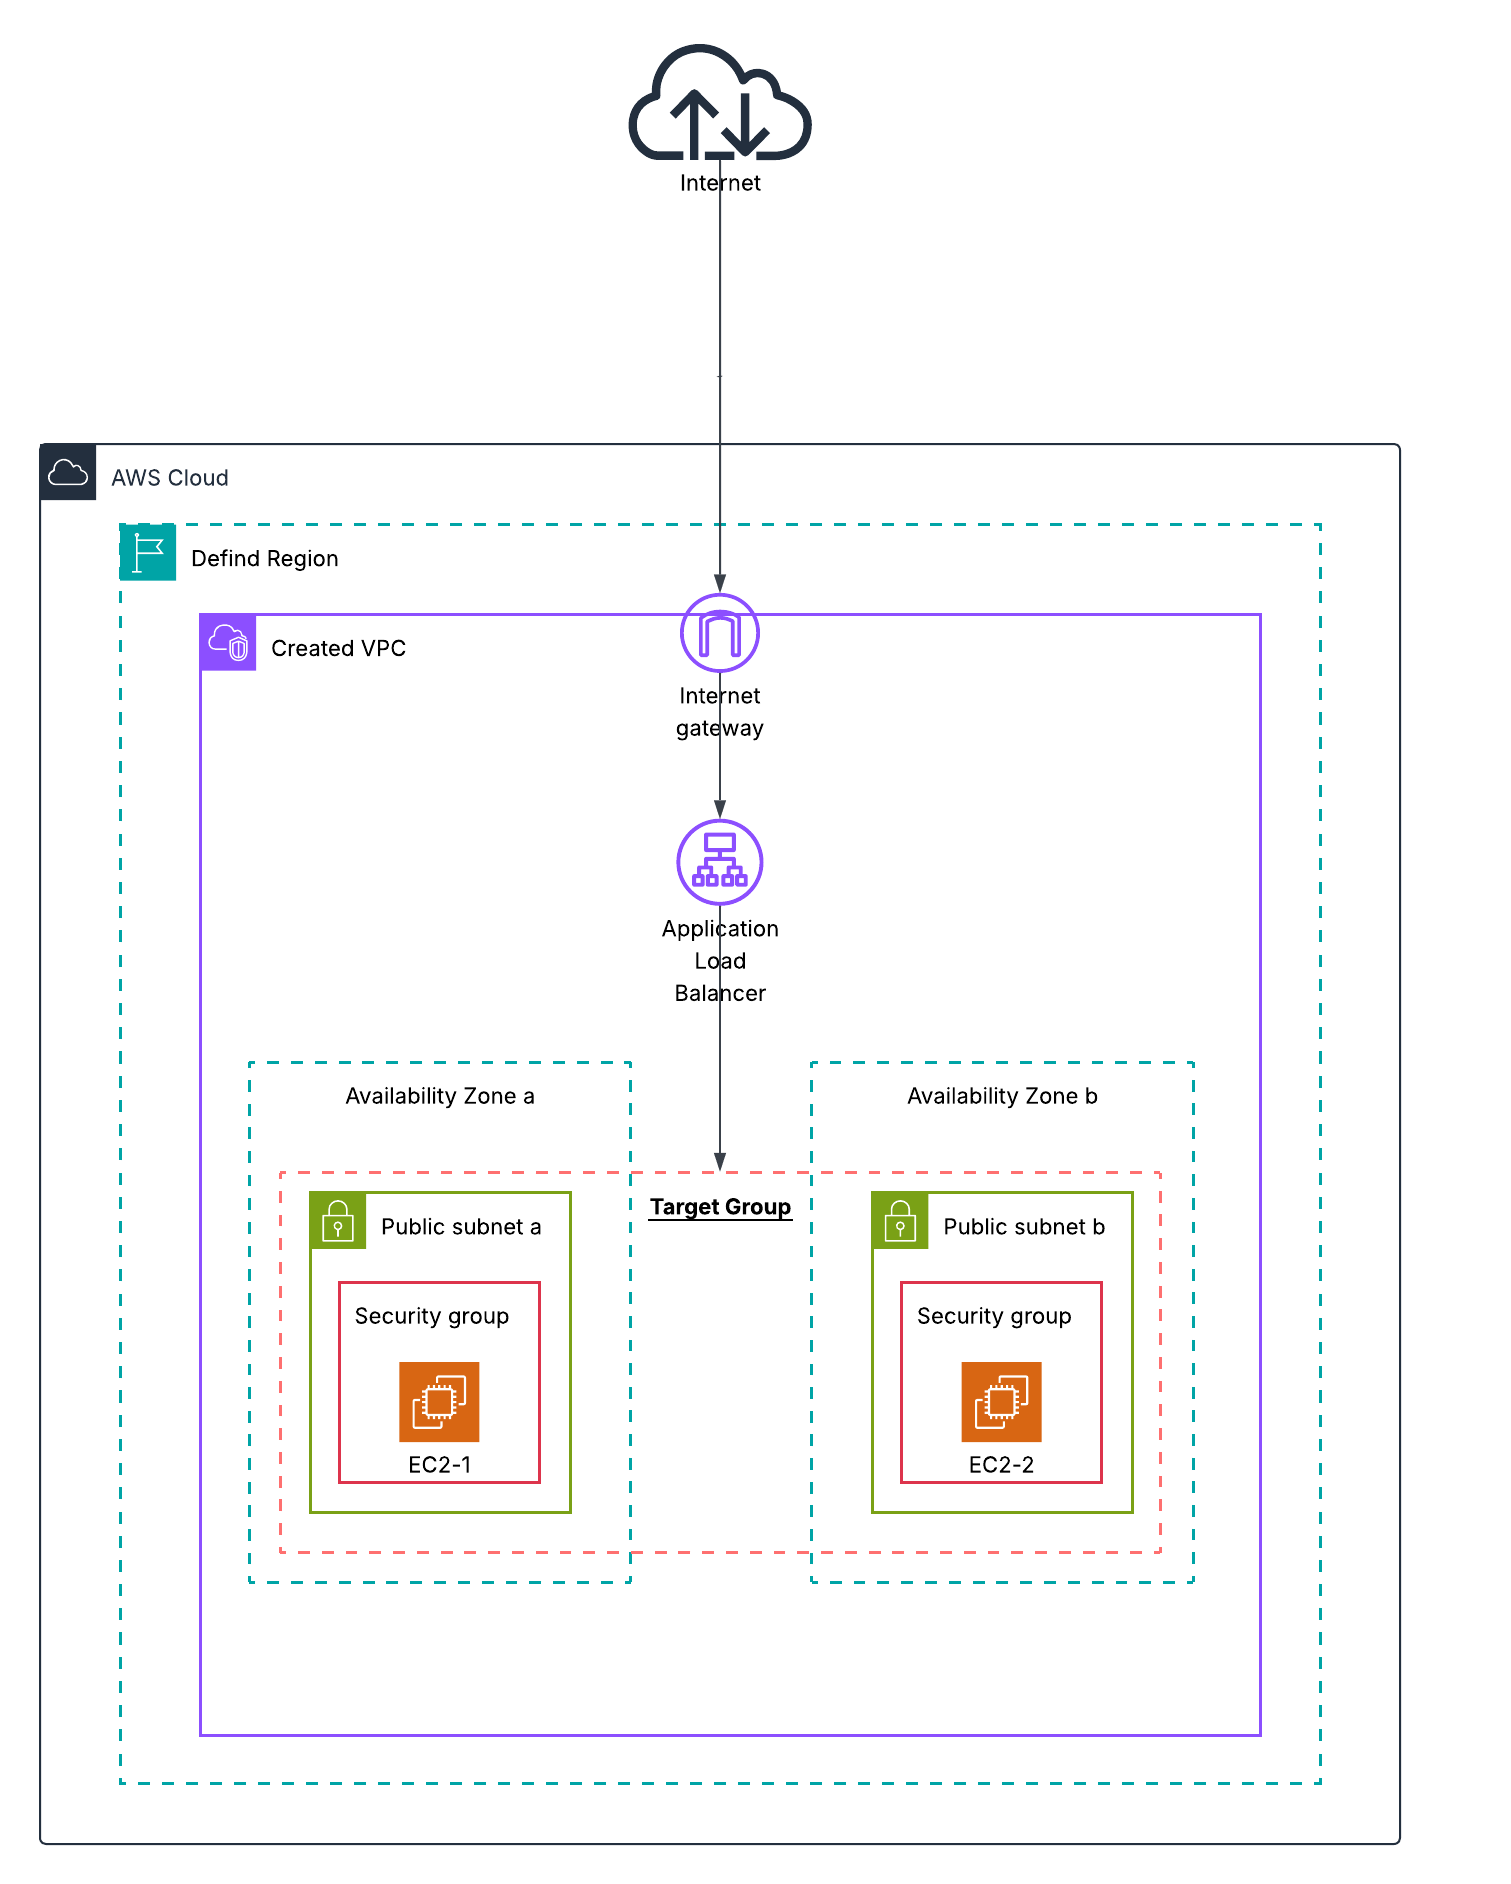 Internet
AWS Cloud
Defind Region
Created VPC
Internet
gateway
Application
Load
Balancer
Availability Zone a
Availability Zone b
Target Group
Public subnet a
Public subnet b
Security group
Security group
EC2-1
EC2-2